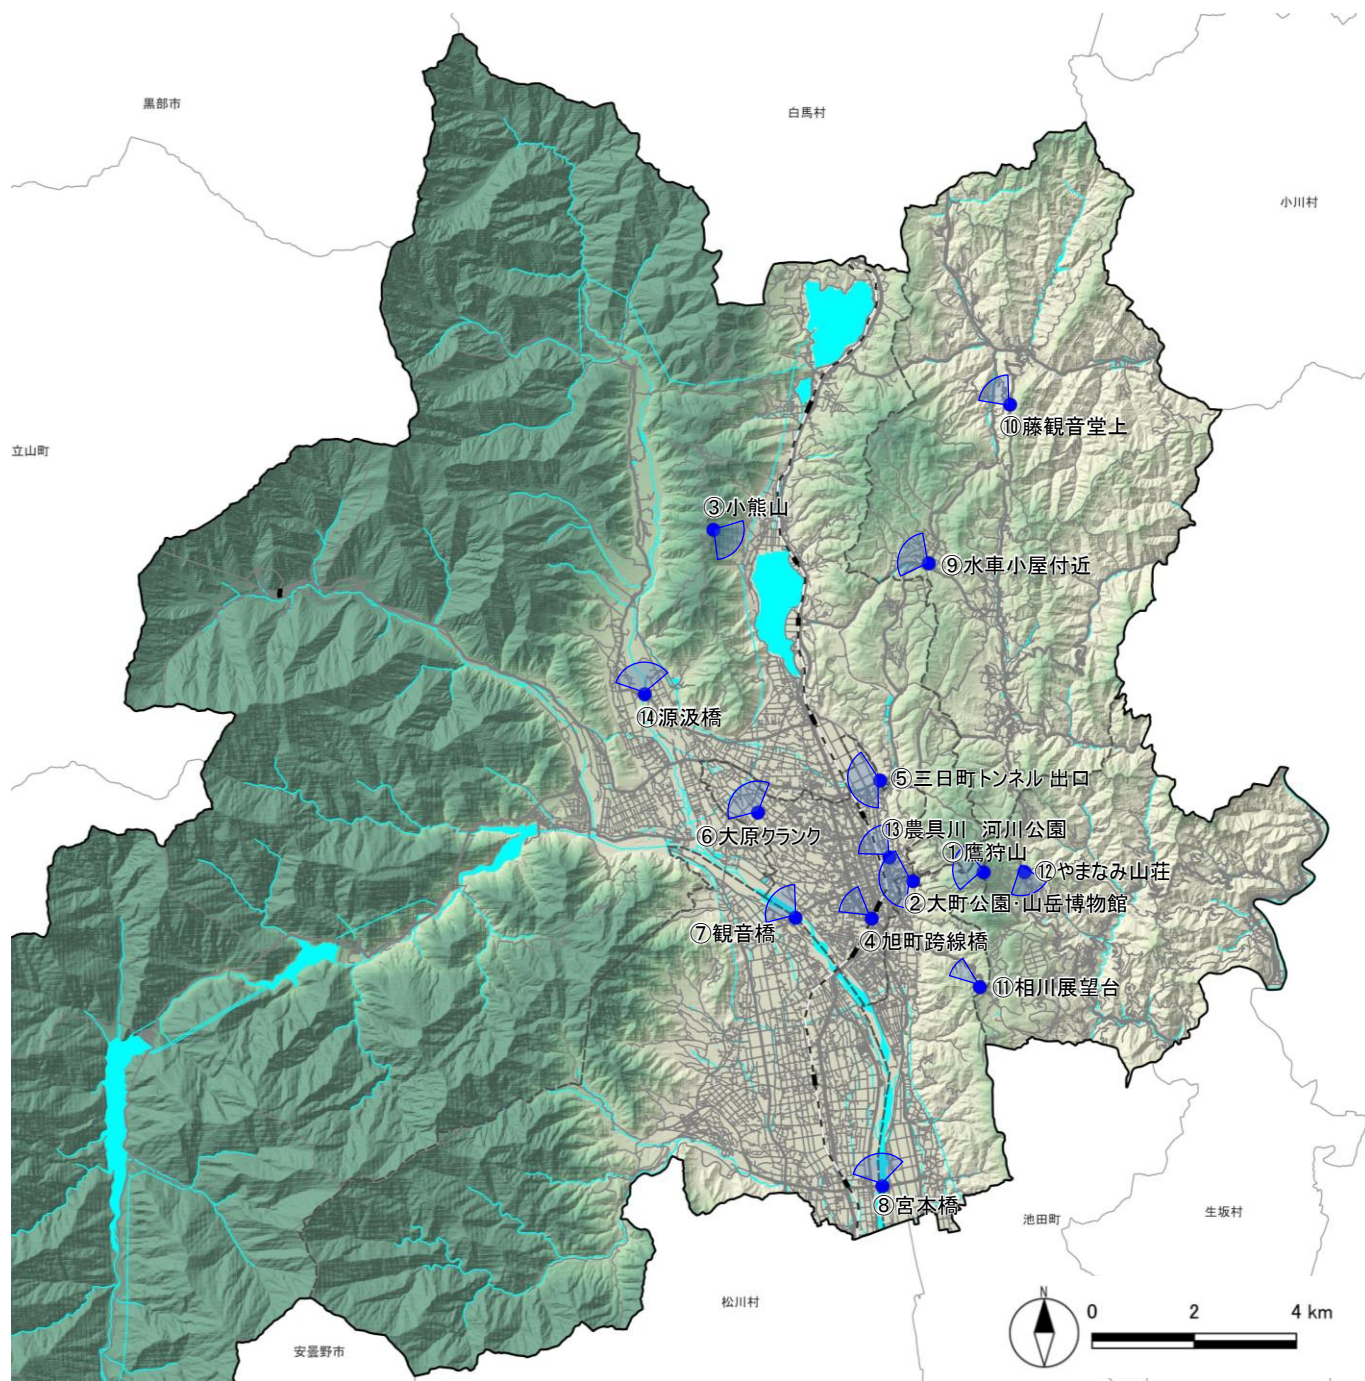 黒部市
白馬村
小川村
⑩藤観音堂上
立山町
③小熊山
⑨水車小屋付近
⑭源汲橋
⑤三日町トンネル 出口
⑥大原クランク
⑬農具川 河川公園
①鷹狩山
⑫やまなみ山荘
②大町公園・山岳博物館
⑦観音橋
④旭町跨線橋
⑪相川展望台
⑧宮本橋
池田町
生坂村
松川村
安曇野市
N
0 2 4 km